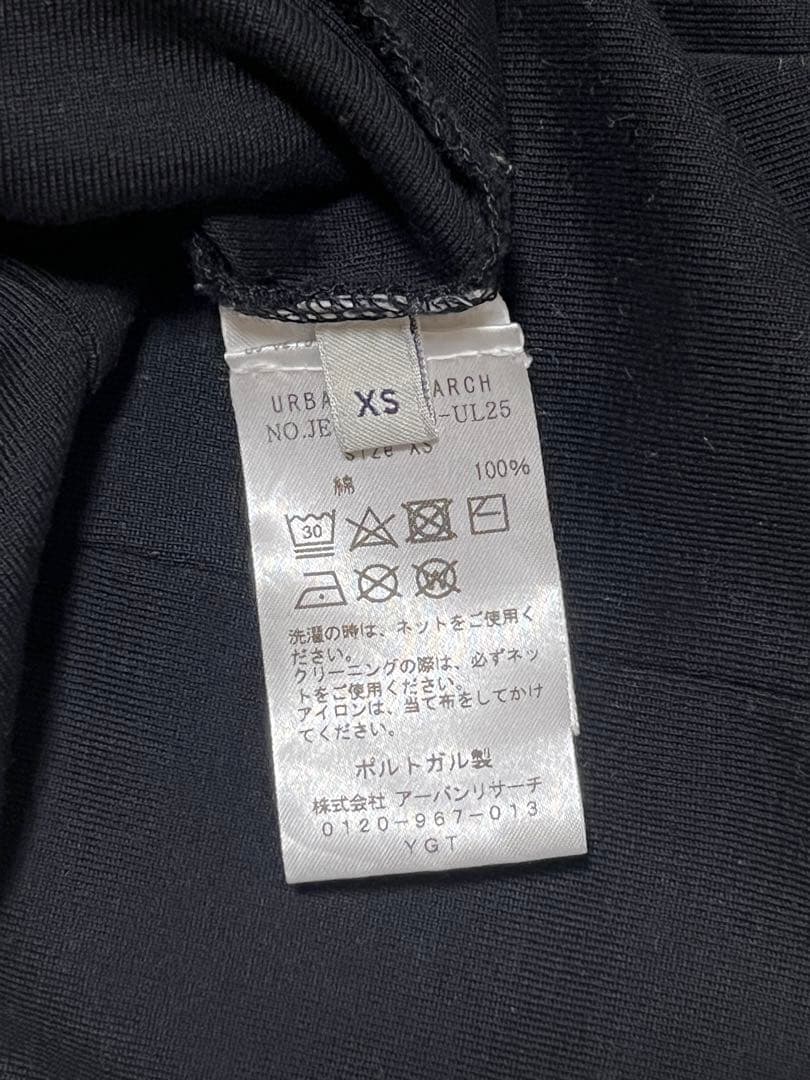 XS
NO.JE
-UL25
size XS
綿 100%
30
W
洗濯の時は、ネットをご使用く
ださい。
クリーニングの際は、必ずネッ
トをご使用ください。
アイロンは、当て布をしてかけ
てください。
ポルトガル製
株式会社 アーバンリサーチ
0120-967-013
YGT